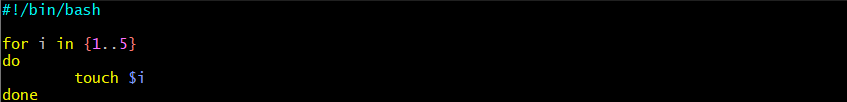 #!/bin/bash

for i in {1..5}
do
        touch $i
done